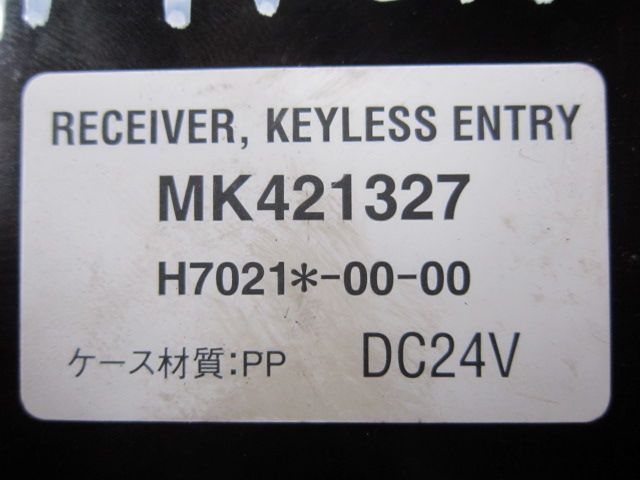 RECEIVER, KEYLESS ENTRY
MK421327
H7021*-00-00
ケース材質:PP DC24V